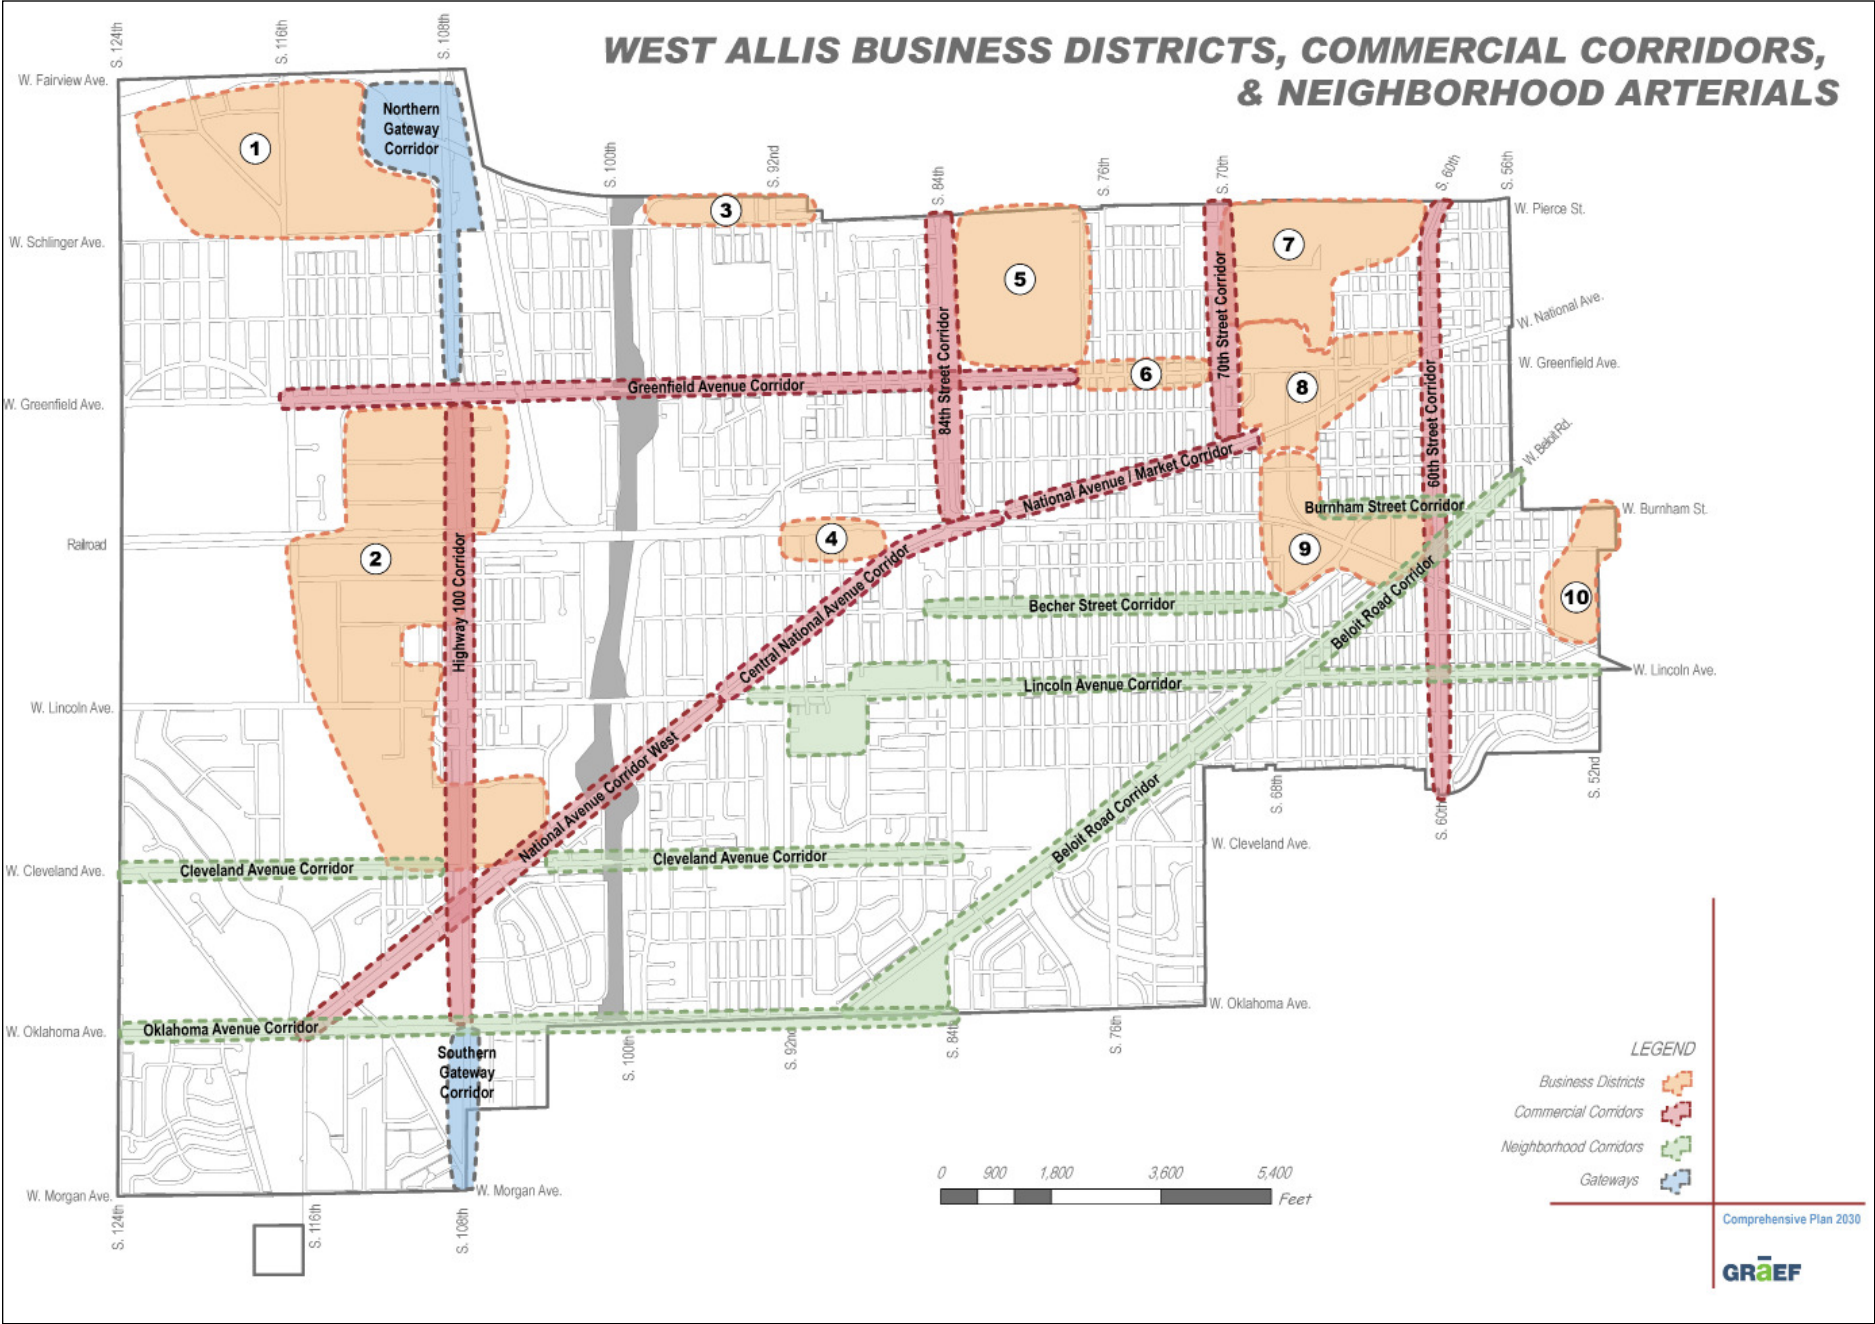 WEST ALLIS BUSINESS DISTRICTS, COMMERCIAL CORRIDORS,
& NEIGHBORHOOD ARTERIALS
S. 124th
S. 116th
S. 108th
W. Fairview Ave.
Northern
Gateway
Corridor
1
S. 100th
S. 92nd
S. 84th
S. 76th
S. 70th
S. 60th
S. 56th
3
W. Pierce St.
W. Schlinger Ave.
7
5
W. National Ave.
70th Street Corridor
84th Street Corridor
W. Greenfield Ave.
6
Greenfield Avenue Corridor
8
60th Street Corridor
W. Greenfield Ave.
W. Beloit Rd.
National Avenue / Market Corridor
Burnham Street Corridor
W. Burnham St.
Railroad
4
9
2
Highway 100 Corridor
Central National Avenue Corridor
Becher Street Corridor
Beloit Road Corridor
10
W. Lincoln Ave.
Lincoln Avenue Corridor
W. Lincoln Ave.
National Avenue Corridor West
S. 68th
S. 52nd
S. 60th
Beloit Road Corridor
W. Cleveland Ave.
Cleveland Avenue Corridor
Cleveland Avenue Corridor
W. Cleveland Ave.
W. Oklahoma Ave.
Oklahoma Avenue Corridor
W. Oklahoma Ave.
S. 100th
S. 92nd
S. 84th
S. 76th
Southern
Gateway
Corridor
LEGEND
Business Districts
Commercial Corridors
Neighborhood Corridors
Gateways
0 900 1,800 3,600 5,400
Feet
W. Morgan Ave.
W. Morgan Ave.
S. 124th
S. 116th
S. 108th
Comprehensive Plan 2030
GRāEF